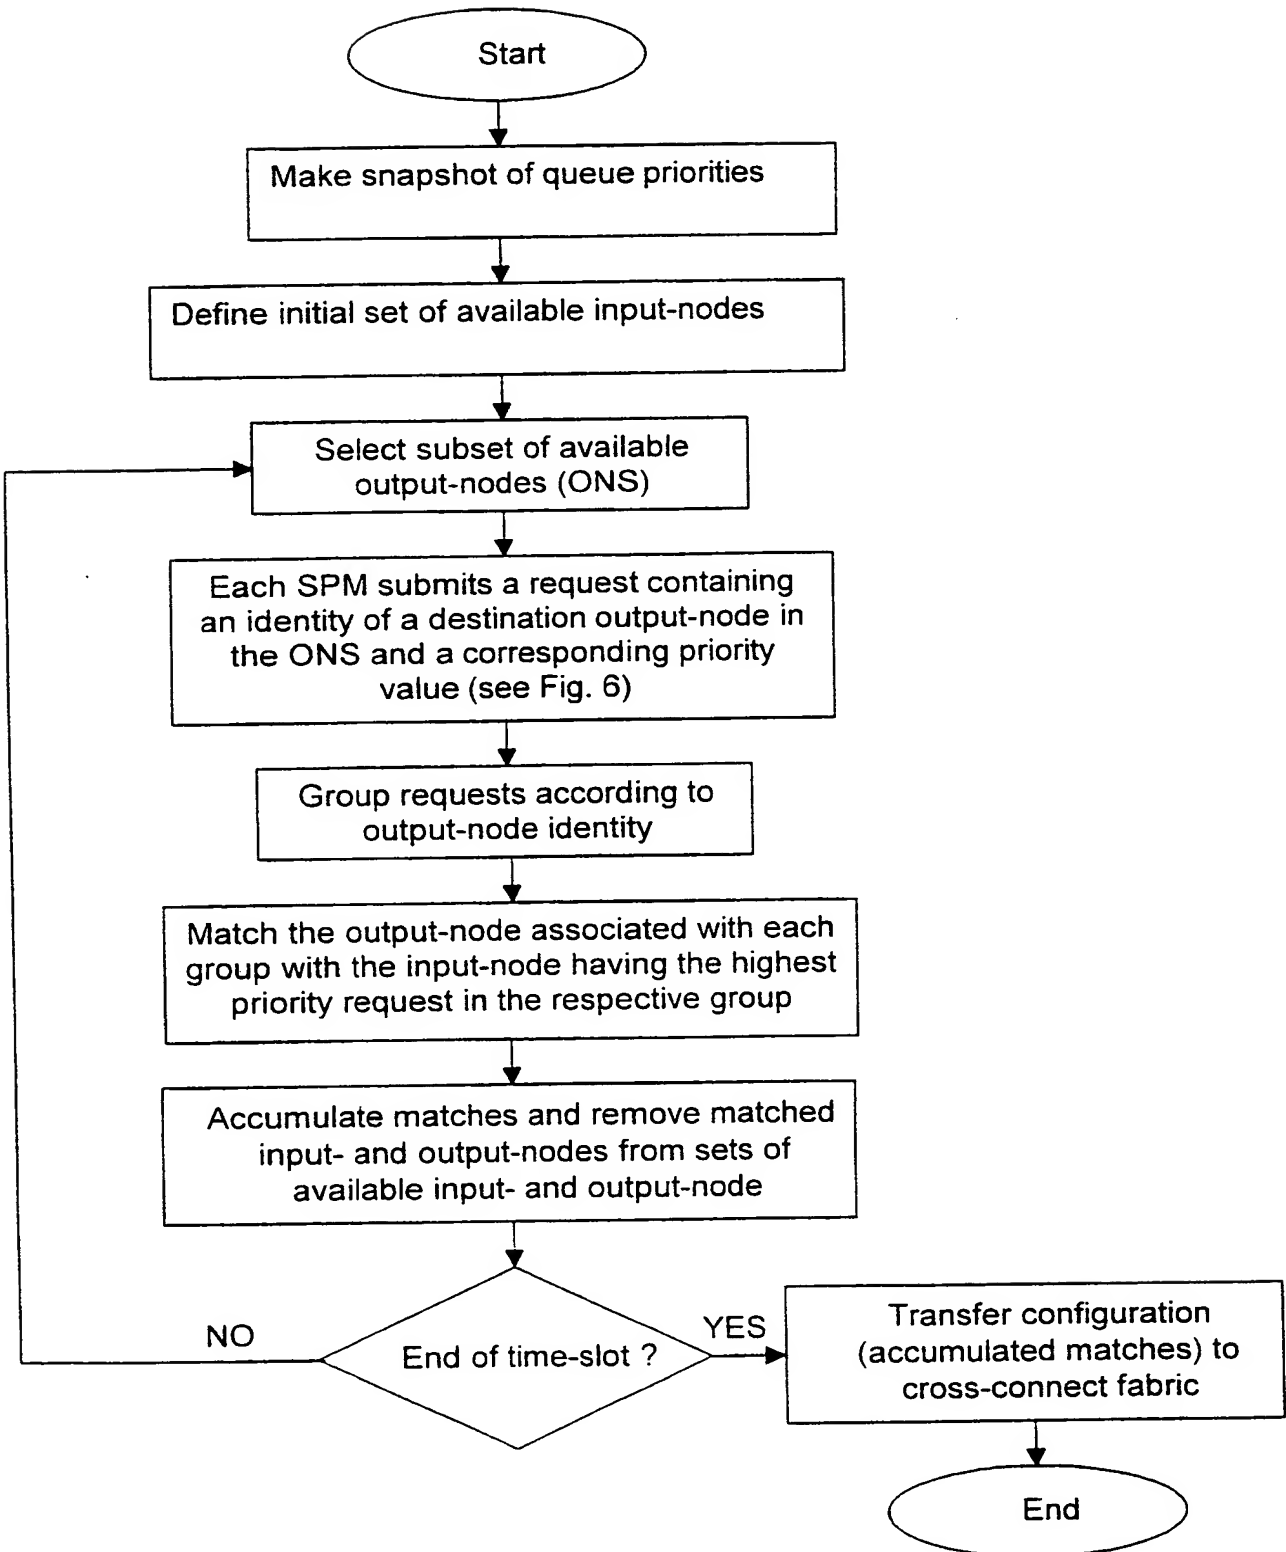 Start
Make snapshot of queue priorities
Define initial set of available input-nodes
Select subset of available
output-nodes (ONS)
Each SPM submits a request containing
an identity of a destination output-node in
the ONS and a corresponding priority
value (see Fig. 6)
Group requests according to
output-node identity
Match the output-node associated with each
group with the input-node having the highest
priority request in the respective group
Accumulate matches and remove matched
input- and output-nodes from sets of
available input- and output-node
End of time-slot ?
NO
YES
Transfer configuration
(accumulated matches) to
cross-connect fabric
End